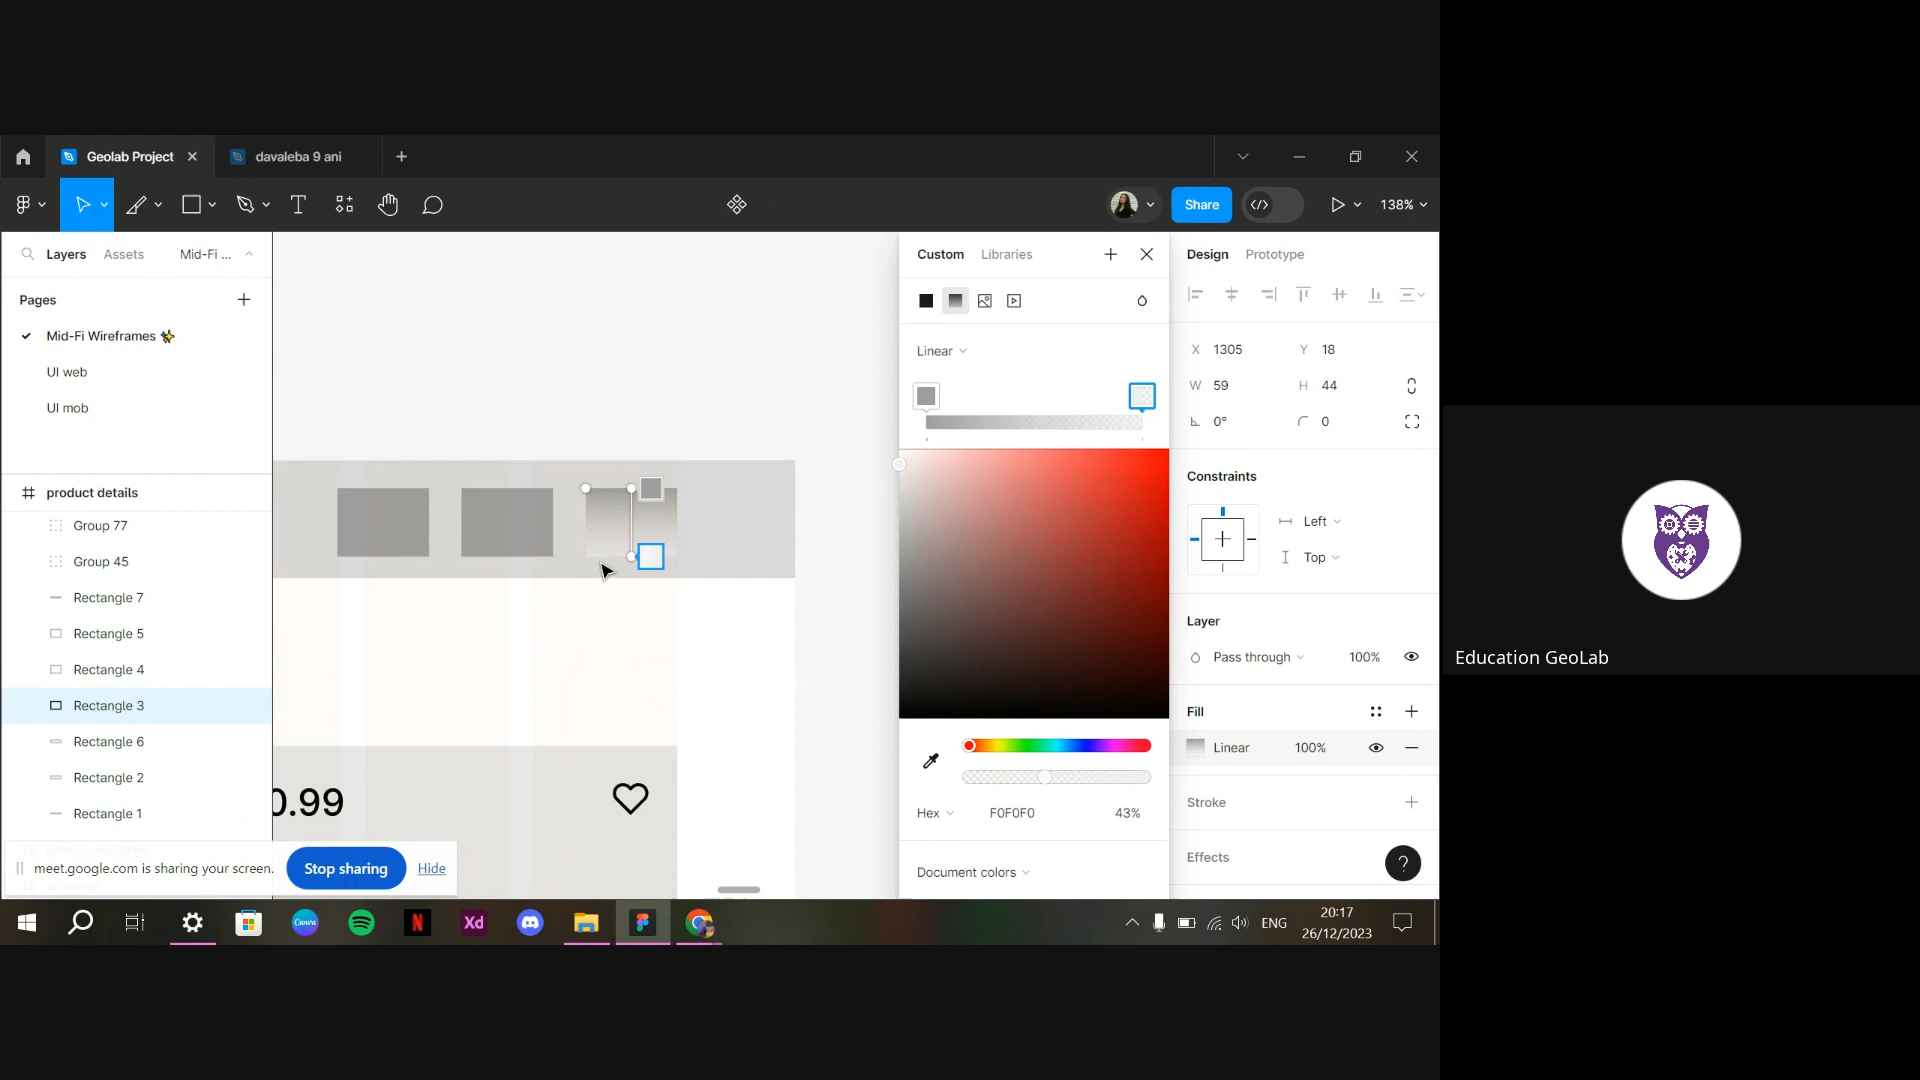 Geolab Project
davaleba 9 ani
Share
138%
Layers
Assets
Mid-Fi ...
Pages
Mid-Fi Wireframes
UI web
UI mob
product details
Group 77
Group 45
Rectangle 7
Rectangle 5
Rectangle 4
Rectangle 3
Rectangle 6
Rectangle 2
Rectangle 1
0.99
Custom
Libraries
Linear
Hex
F0F0F0
43%
Document colors
Design
Prototype
X 1305
Y 18
W 59
H 44
0°
0
Constraints
Left
Top
Layer
Pass through
100%
Fill
Linear
100%
Stroke
Effects
?
meet.google.com is sharing your screen.
Stop sharing
Hide
Canva
N
Xd
ENG
20:17
26/12/2023
Education GeoLab